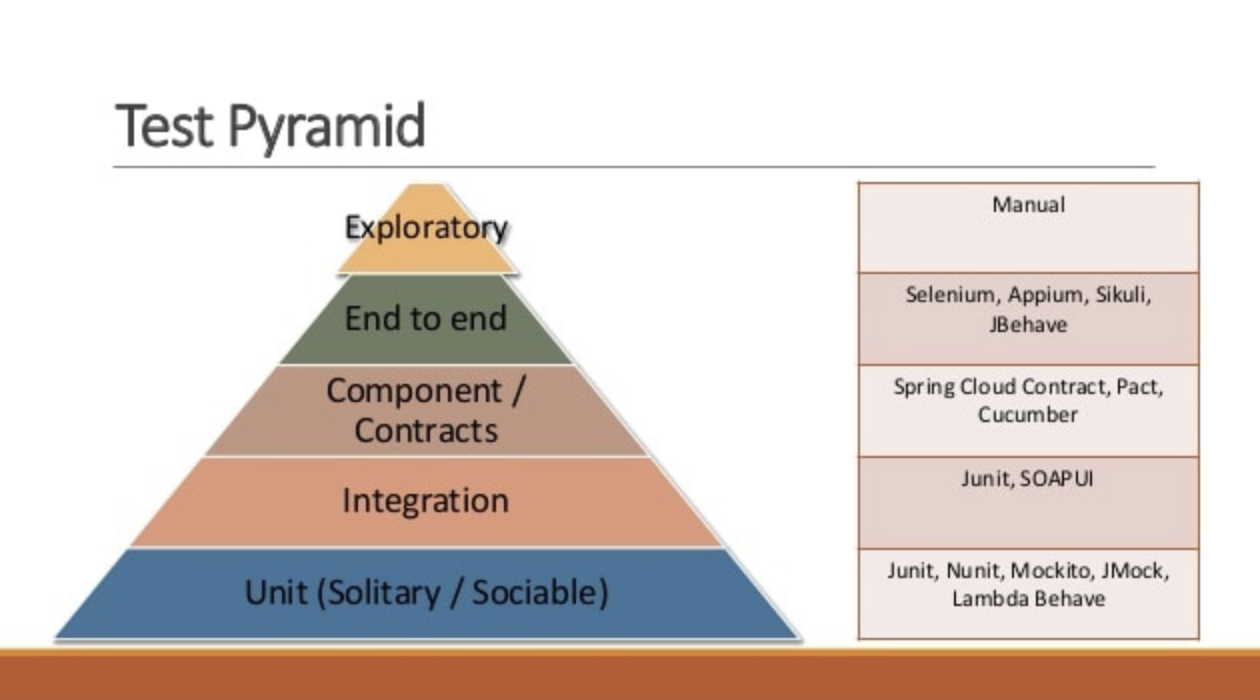 Test Pyramid
Exploratory
End to end
Component /
Contracts
Integration
Unit (Solitary / Sociable)
Manual
Selenium, Appium, Sikuli,
JBehave
Spring Cloud Contract, Pact,
Cucumber
Junit, SOAPUI
Junit, Nunit, Mockito, JMock,
Lambda Behave